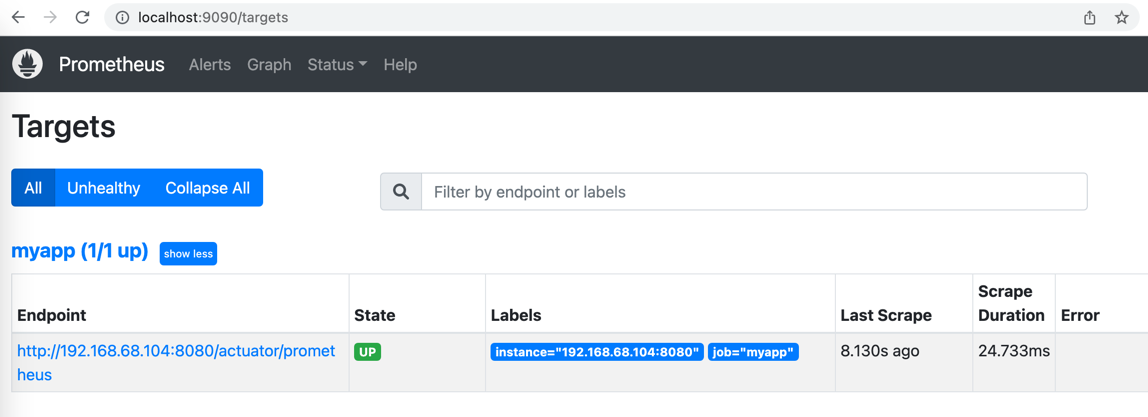 localhost:9090/targets
Prometheus Alerts Graph Status Help
Targets
All Unhealthy Collapse All
Filter by endpoint or labels
myapp (1/1 up) show less
Endpoint State Labels Last Scrape Scrape Duration Error
http://192.168.68.104:8080/actuator/promet
heus
UP
instance="192.168.68.104:8080" job="myapp"
8.130s ago
24.733ms